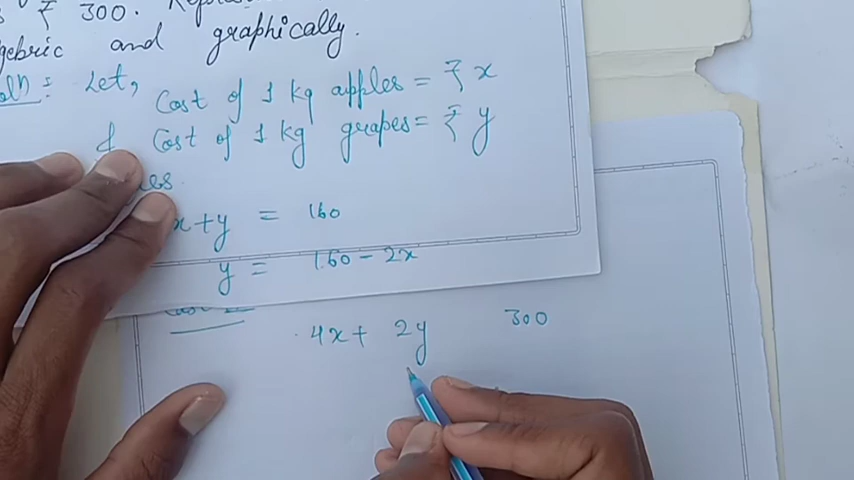 ₹ 300.
and graphically.
Let,
Cost of 1 kg apples = ₹ x
& Cost of 1 kg grapes = ₹ y
x+y = 160
y = 160 - 2x
4x + 2y 300